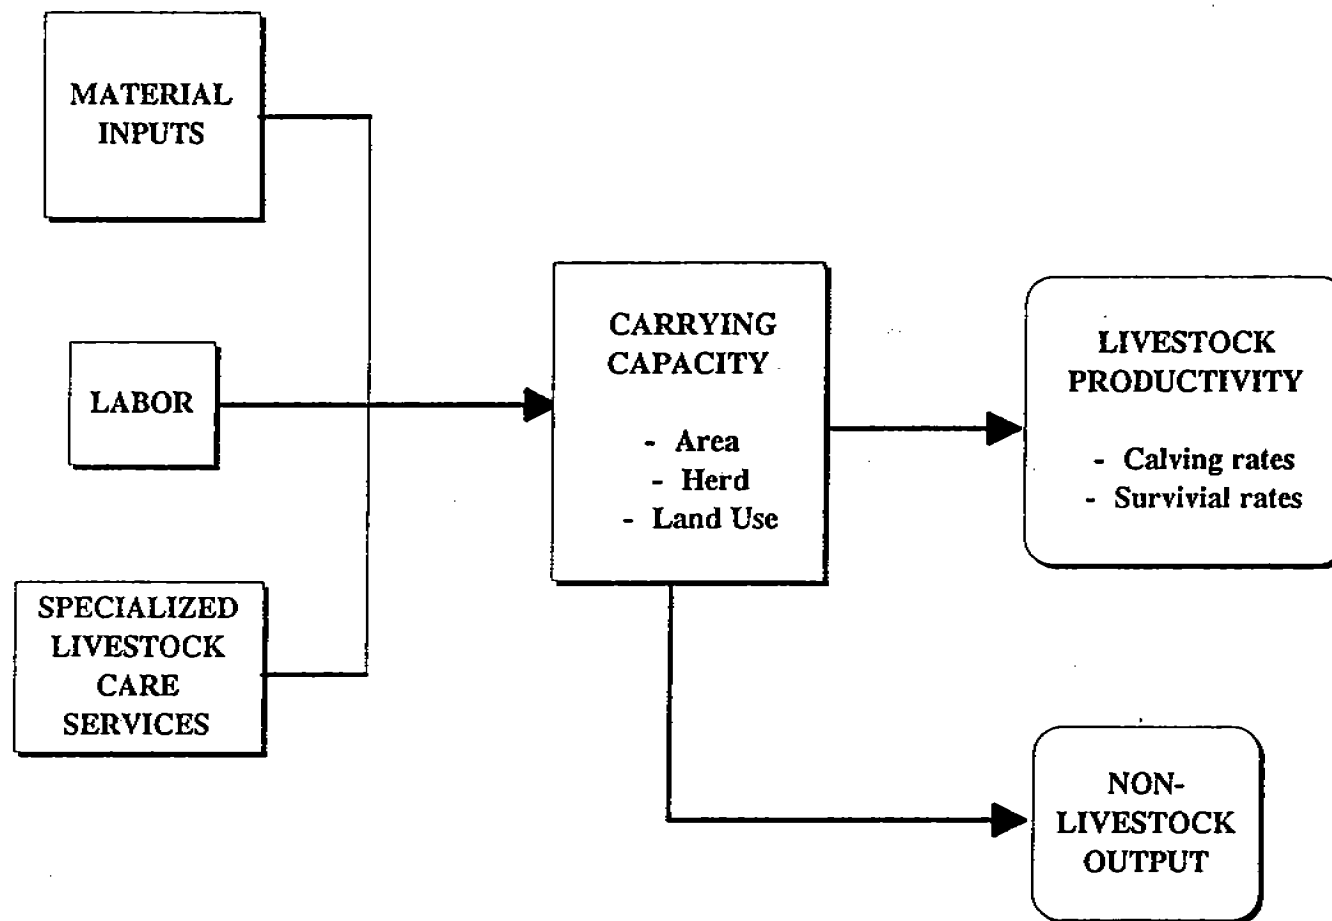 MATERIAL
INPUTS
LABOR
SPECIALIZED
LIVESTOCK
CARE
SERVICES
CARRYING
CAPACITY
- Area
- Herd
- Land Use
LIVESTOCK
PRODUCTIVITY
- Calving rates
- Survivial rates
NON-
LIVESTOCK
OUTPUT